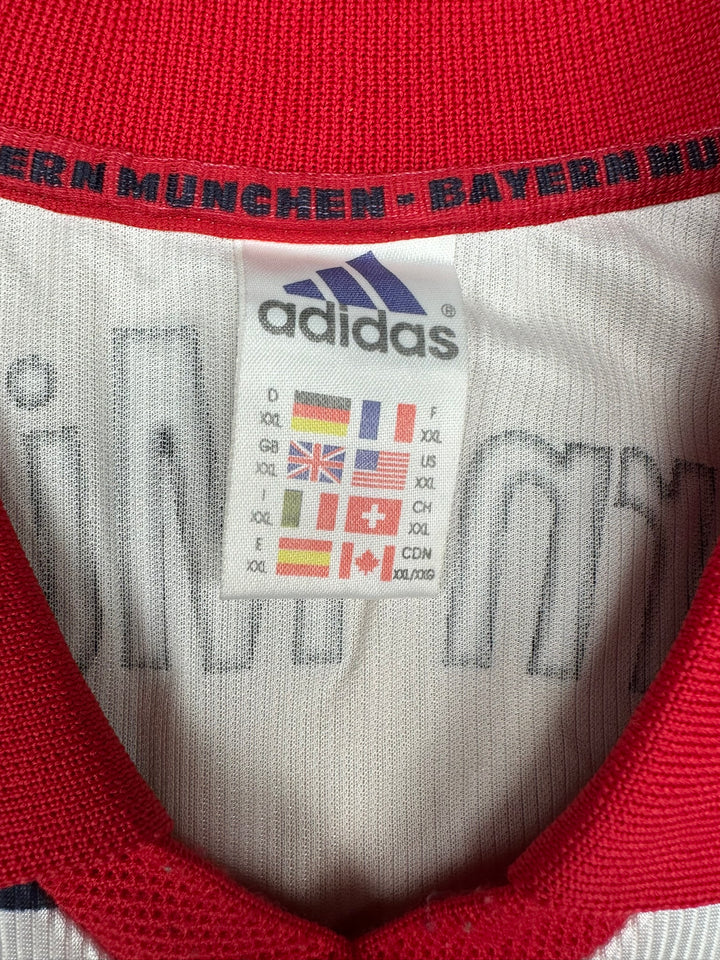 ERN MUNCHEN - BAYERN MU
adidas ®
D F
XXL XXL
GB US
XXL XXL
I CH
XXL XXL
E CDN
XXL XXL/XXG